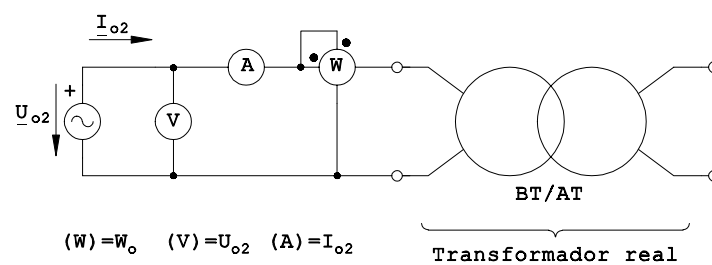 I o2
+
U o2
A
W
V
BT/AT
(W)=Wo (V)=Uo2 (A)=Io2
Transformador real